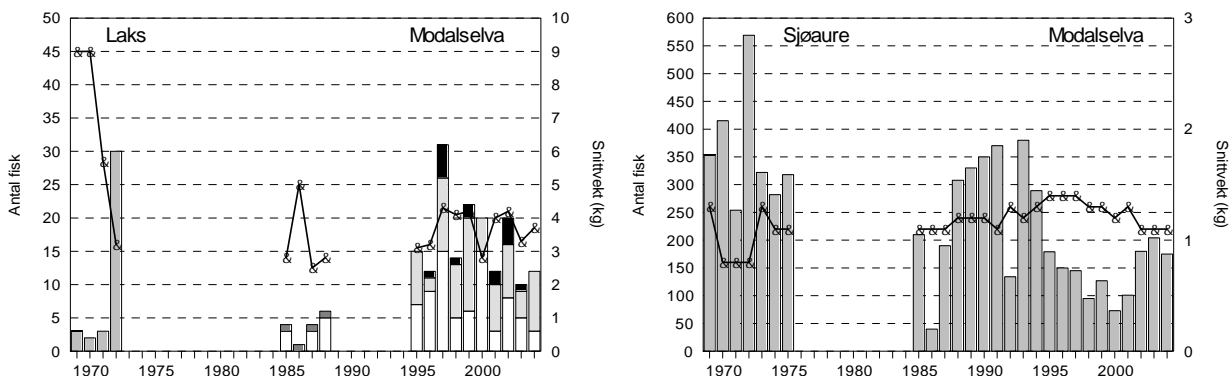 Laks Modalselva
Antal fisk
50 45 40 35 30 25 20 15 10 5 0
10 9 8 7 6 5 4 3 2 1 0
Snittvekt (kg)
1970 1975 1980 1985 1990 1995 2000
Sjøaure Modalselva
Antal fisk
600 550 500 450 400 350 300 250 200 150 100 50 0
3 2 1 0
Snittvekt (kg)
1970 1975 1980 1985 1990 1995 2000